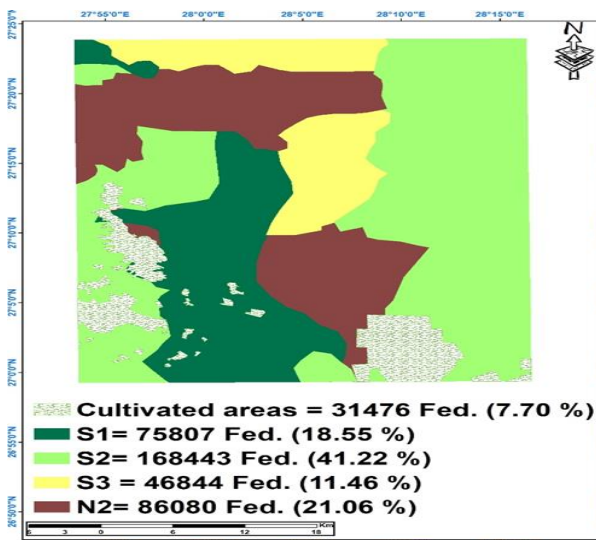 27°55'0"E 28°0'0"E 28°5'0"E 28°10'0"E 28°15'0"E
27°25'0"N
N
27°20'0"N
27°15'0"N
27°10'0"N
27°5'0"N
27°0'0"N
Cultivated areas = 31476 Fed. (7.70 %)
S1= 75807 Fed. (18.55 %)
26°55'0"N
S2= 168443 Fed. (41.22 %)
S3 = 46844 Fed. (11.46 %)
26°50'0"N
N2= 86080 Fed. (21.06 %)
Km
6 3 0 6 12 18